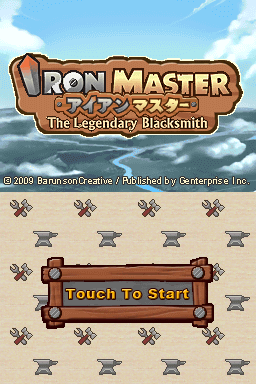 IRON MASTER
アイアンマスター
The Legendary Blacksmith
© 2009 BarunsonCreative / Published by Genterprise Inc.
Touch To Start